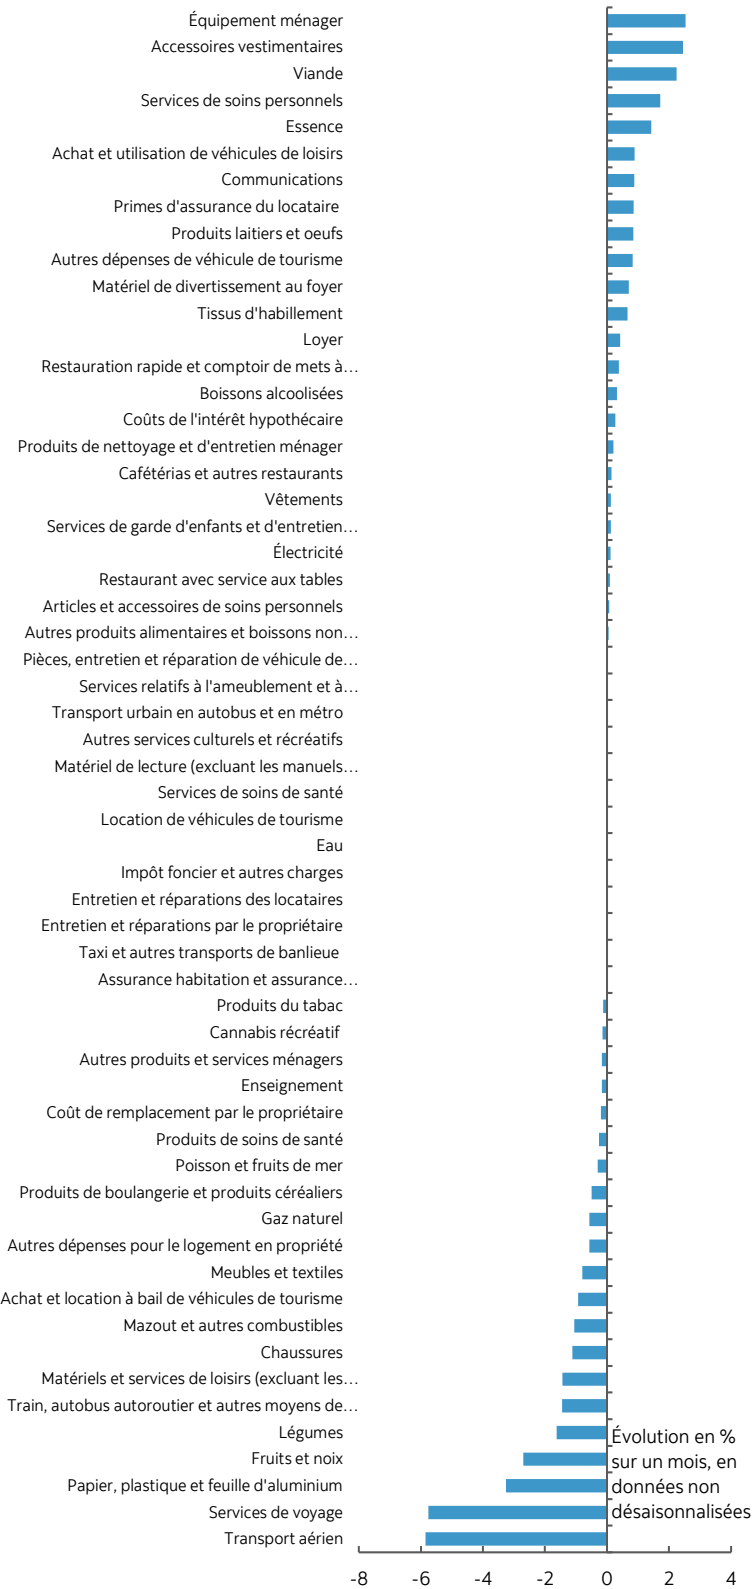 Équipement ménager
Accessoires vestimentaires
Viande
Services de soins personnels
Essence
Achat et utilisation de véhicules de loisirs
Communications
Primes d'assurance du locataire
Produits laitiers et oeufs
Autres dépenses de véhicule de tourisme
Matériel de divertissement au foyer
Tissus d'habillement
Loyer
Restauration rapide et comptoir de mets à…
Boissons alcoolisées
Coûts de l'intérêt hypothécaire
Produits de nettoyage et d'entretien ménager
Cafétérias et autres restaurants
Vêtements
Services de garde d'enfants et d'entretien…
Électricité
Restaurant avec service aux tables
Articles et accessoires de soins personnels
Autres produits alimentaires et boissons non…
Pièces, entretien et réparation de véhicule de…
Services relatifs à l'ameublement et à…
Transport urbain en autobus et en métro
Autres services culturels et récréatifs
Matériel de lecture (excluant les manuels…
Services de soins de santé
Location de véhicules de tourisme
Eau
Impôt foncier et autres charges
Entretien et réparations des locataires
Entretien et réparations par le propriétaire
Taxi et autres transports de banlieue
Assurance habitation et assurance…
Produits du tabac
Cannabis récréatif
Autres produits et services ménagers
Enseignement
Coût de remplacement par le propriétaire
Produits de soins de santé
Poisson et fruits de mer
Produits de boulangerie et produits céréaliers
Gaz naturel
Autres dépenses pour le logement en propriété
Meubles et textiles
Achat et location à bail de véhicules de tourisme
Mazout et autres combustibles
Chaussures
Matériels et services de loisirs (excluant les…
Train, autobus autoroutier et autres moyens de…
Légumes
Fruits et noix
Papier, plastique et feuille d'aluminium
Services de voyage
Transport aérien
Évolution en %
sur un mois, en
données non
désaisonnalisées
-8 -6 -4 -2 0 2 4